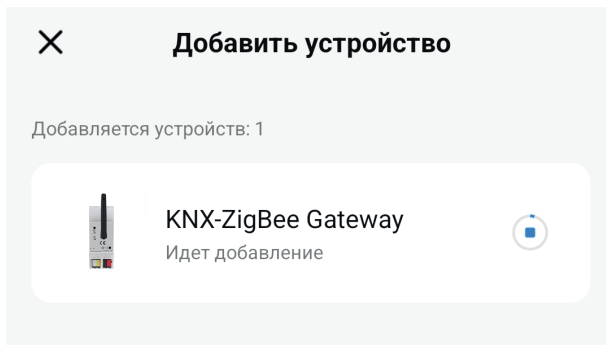 Добавить устройство
Добавляется устройств: 1
KNX-ZigBee Gateway
Идет добавление